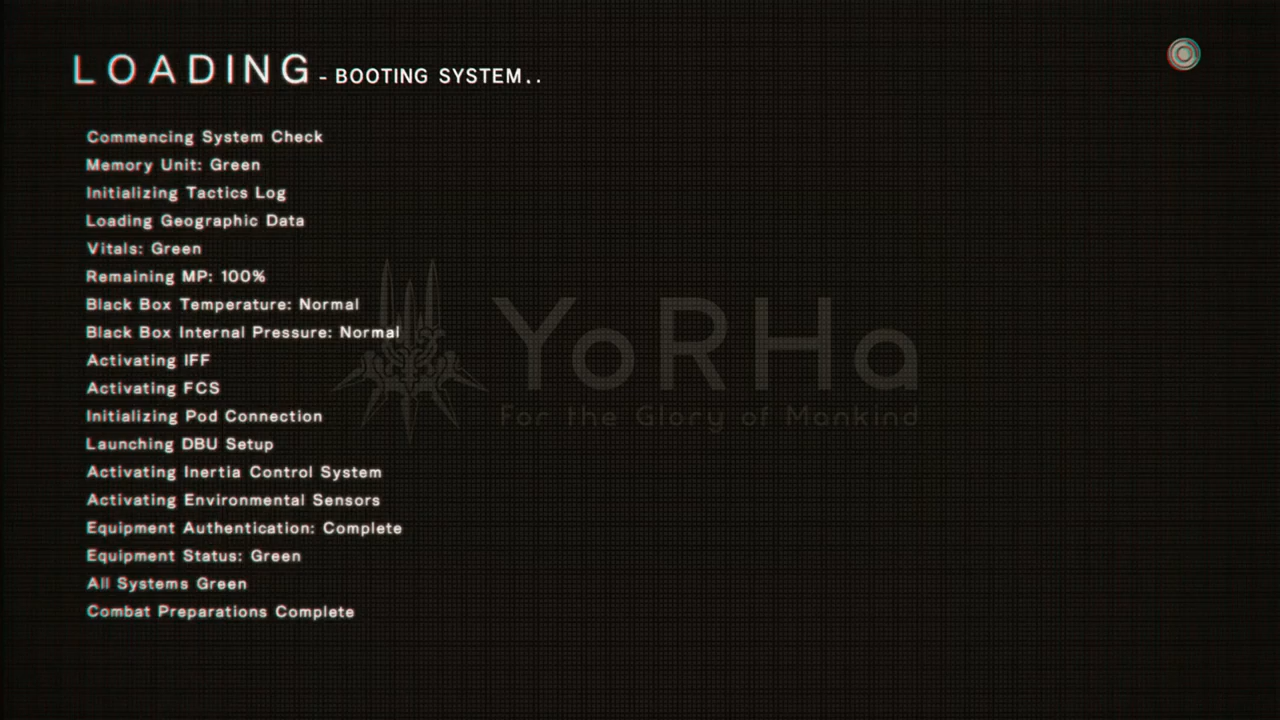 LOADING - BOOTING SYSTEM..
Commencing System Check
Memory Unit: Green
Initializing Tactics Log
Loading Geographic Data
Vitals: Green
Remaining MP: 100%
Black Box Temperature: Normal
Black Box Internal Pressure: Normal
Activating IFF
Activating FCS
Initializing Pod Connection
Launching DBU Setup
Activating Inertia Control System
Activating Environmental Sensors
Equipment Authentication: Complete
Equipment Status: Green
All Systems Green
Combat Preparations Complete
YoRHa
For the Glory of Mankind